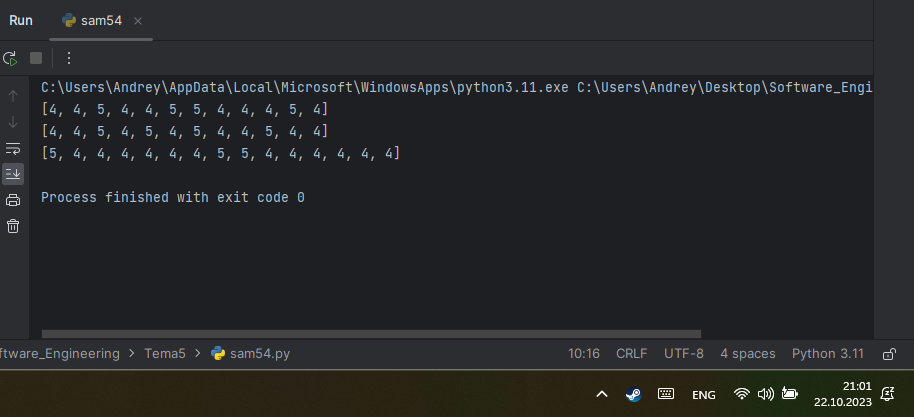 Run sam54
C:\Users\Andrey\AppData\Local\Microsoft\WindowsApps\python3.11.exe C:\Users\Andrey\Desktop\Software_Engi
[4, 4, 5, 4, 4, 5, 5, 4, 4, 4, 5, 4]
[4, 4, 5, 4, 5, 4, 5, 4, 4, 5, 4, 4]
[5, 4, 4, 4, 4, 4, 4, 5, 5, 4, 4, 4, 4, 4, 4]
Process finished with exit code 0
ftware_Engineering > Tema5 > sam54.py 10:16 CRLF UTF-8 4 spaces Python 3.11
ENG 21:01
22.10.2023